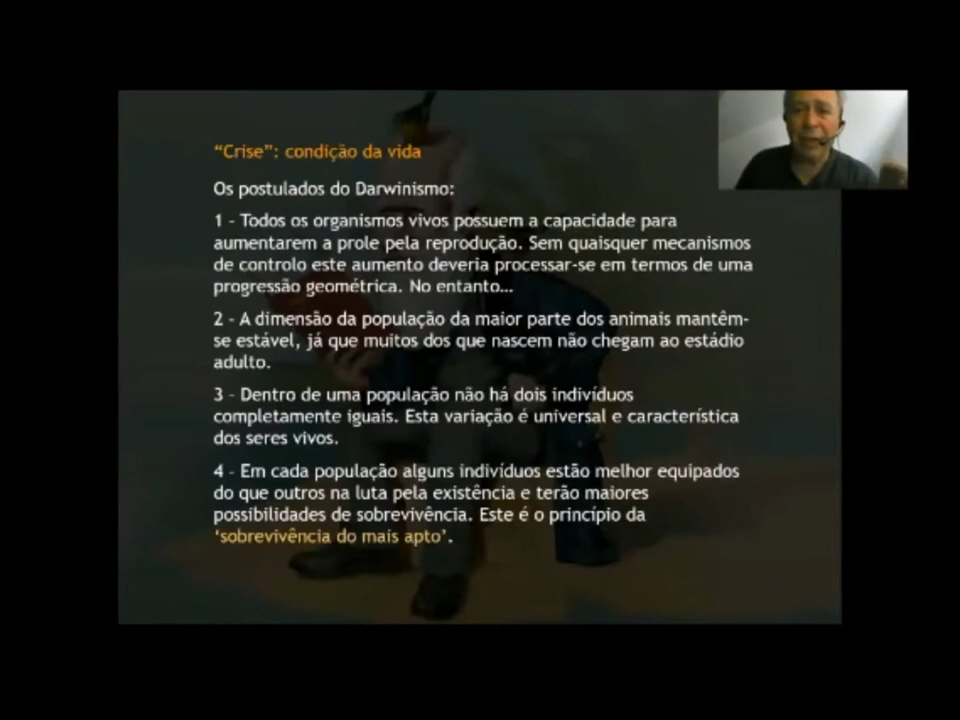 “Crise”: condição da vida
Os postulados do Darwinismo:
1 - Todos os organismos vivos possuem a capacidade para
aumentarem a prole pela reprodução. Sem quaisquer mecanismos
de controlo este aumento deveria processar-se em termos de uma
progressão geométrica. No entanto...
2 - A dimensão da população da maior parte dos animais mantêm-
se estável, já que muitos dos que nascem não chegam ao estádio
adulto.
3 - Dentro de uma população não há dois indivíduos
completamente iguais. Esta variação é universal e característica
dos seres vivos.
4 - Em cada população alguns indivíduos estão melhor equipados
do que outros na luta pela existência e terão maiores
possibilidades de sobrevivência. Este é o princípio da
‘sobrevivência do mais apto’.